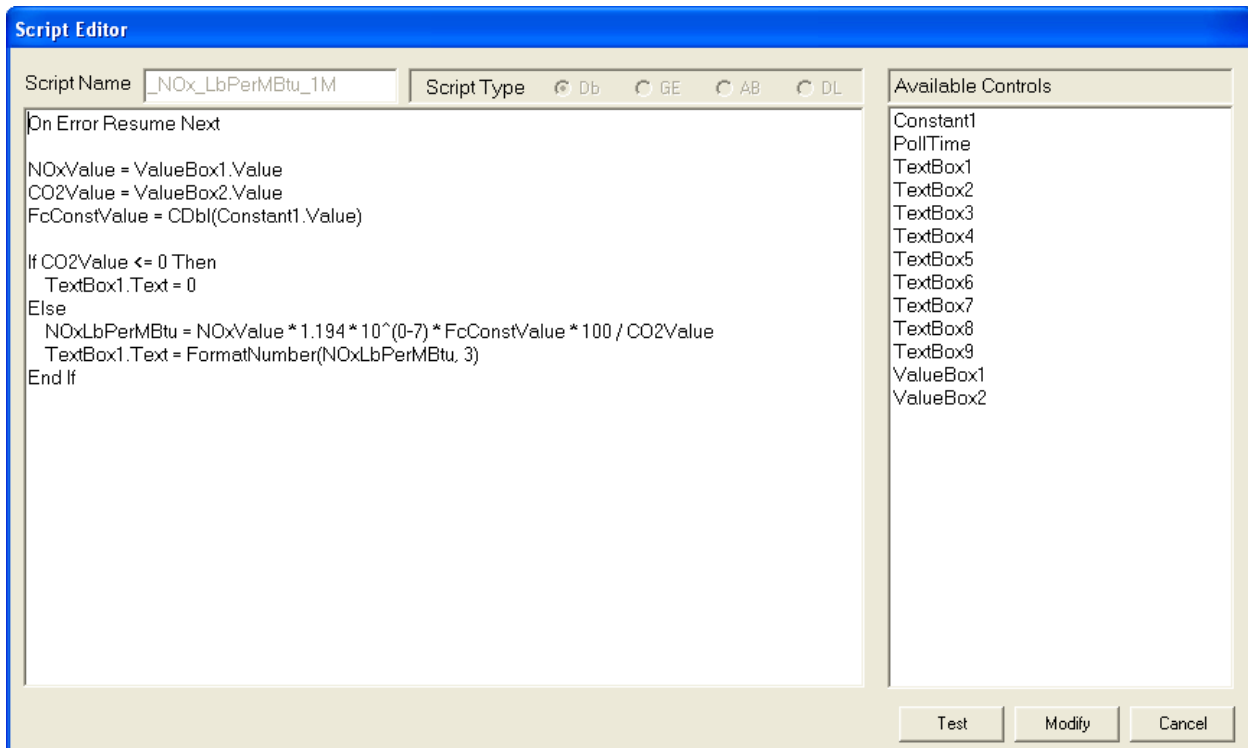 Script Editor
Script Name _NOx_LbPerMBtu_1M Script Type Db GE AB DL
On Error Resume Next
NOxValue = ValueBox1.Value
CO2Value = ValueBox2.Value
FcConstValue = CDbl(Constant1.Value)
If CO2Value <= 0 Then
TextBox1.Text = 0
Else
NOxLbPerMBtu = NOxValue * 1.194 * 10^(0-7) * FcConstValue * 100 / CO2Value
TextBox1.Text = FormatNumber(NOxLbPerMBtu, 3)
End If
Available Controls
Constant1
PollTime
TextBox1
TextBox2
TextBox3
TextBox4
TextBox5
TextBox6
TextBox7
TextBox8
TextBox9
ValueBox1
ValueBox2
Test Modify Cancel